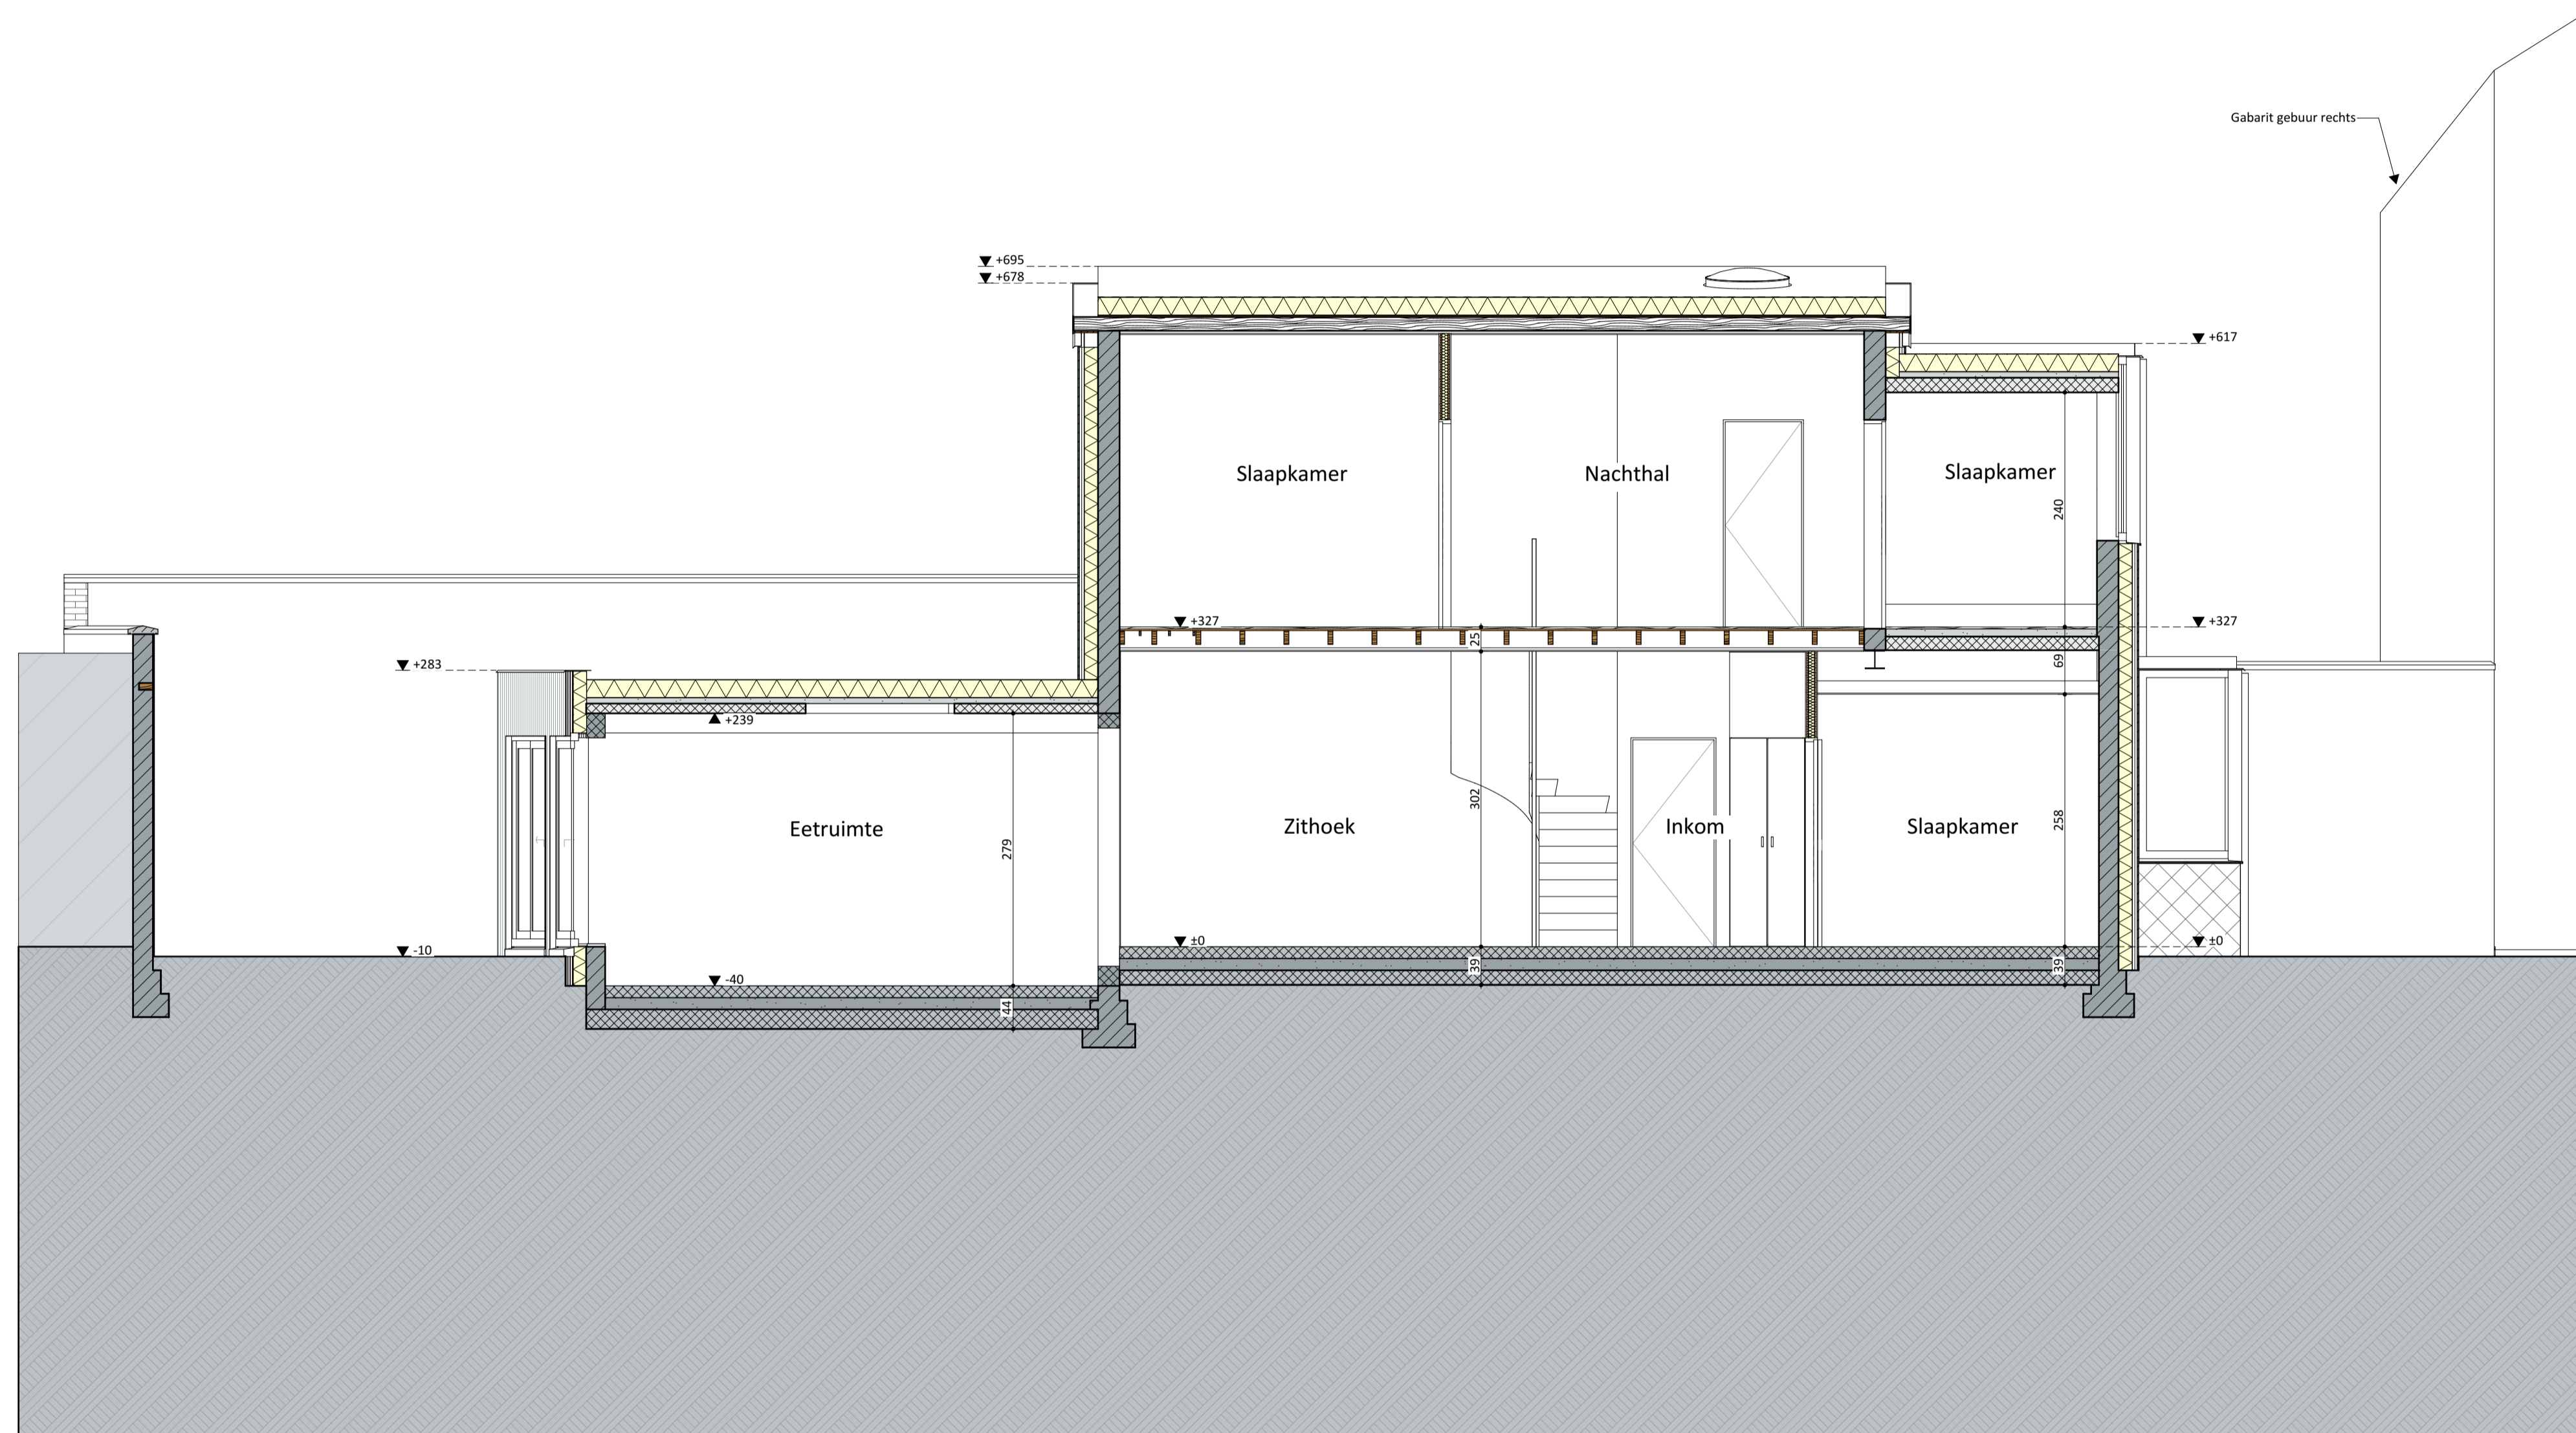 Gabarit gebuur rechts
+695
+678
+617
Slaapkamer
Nachthal
Slaapkamer
240
+327
+327
25
69
+283
+239
Eetruimte
279
Zithoek
302
Inkom
Slaapkamer
258
±0
±0
-10
-40
39
39
44